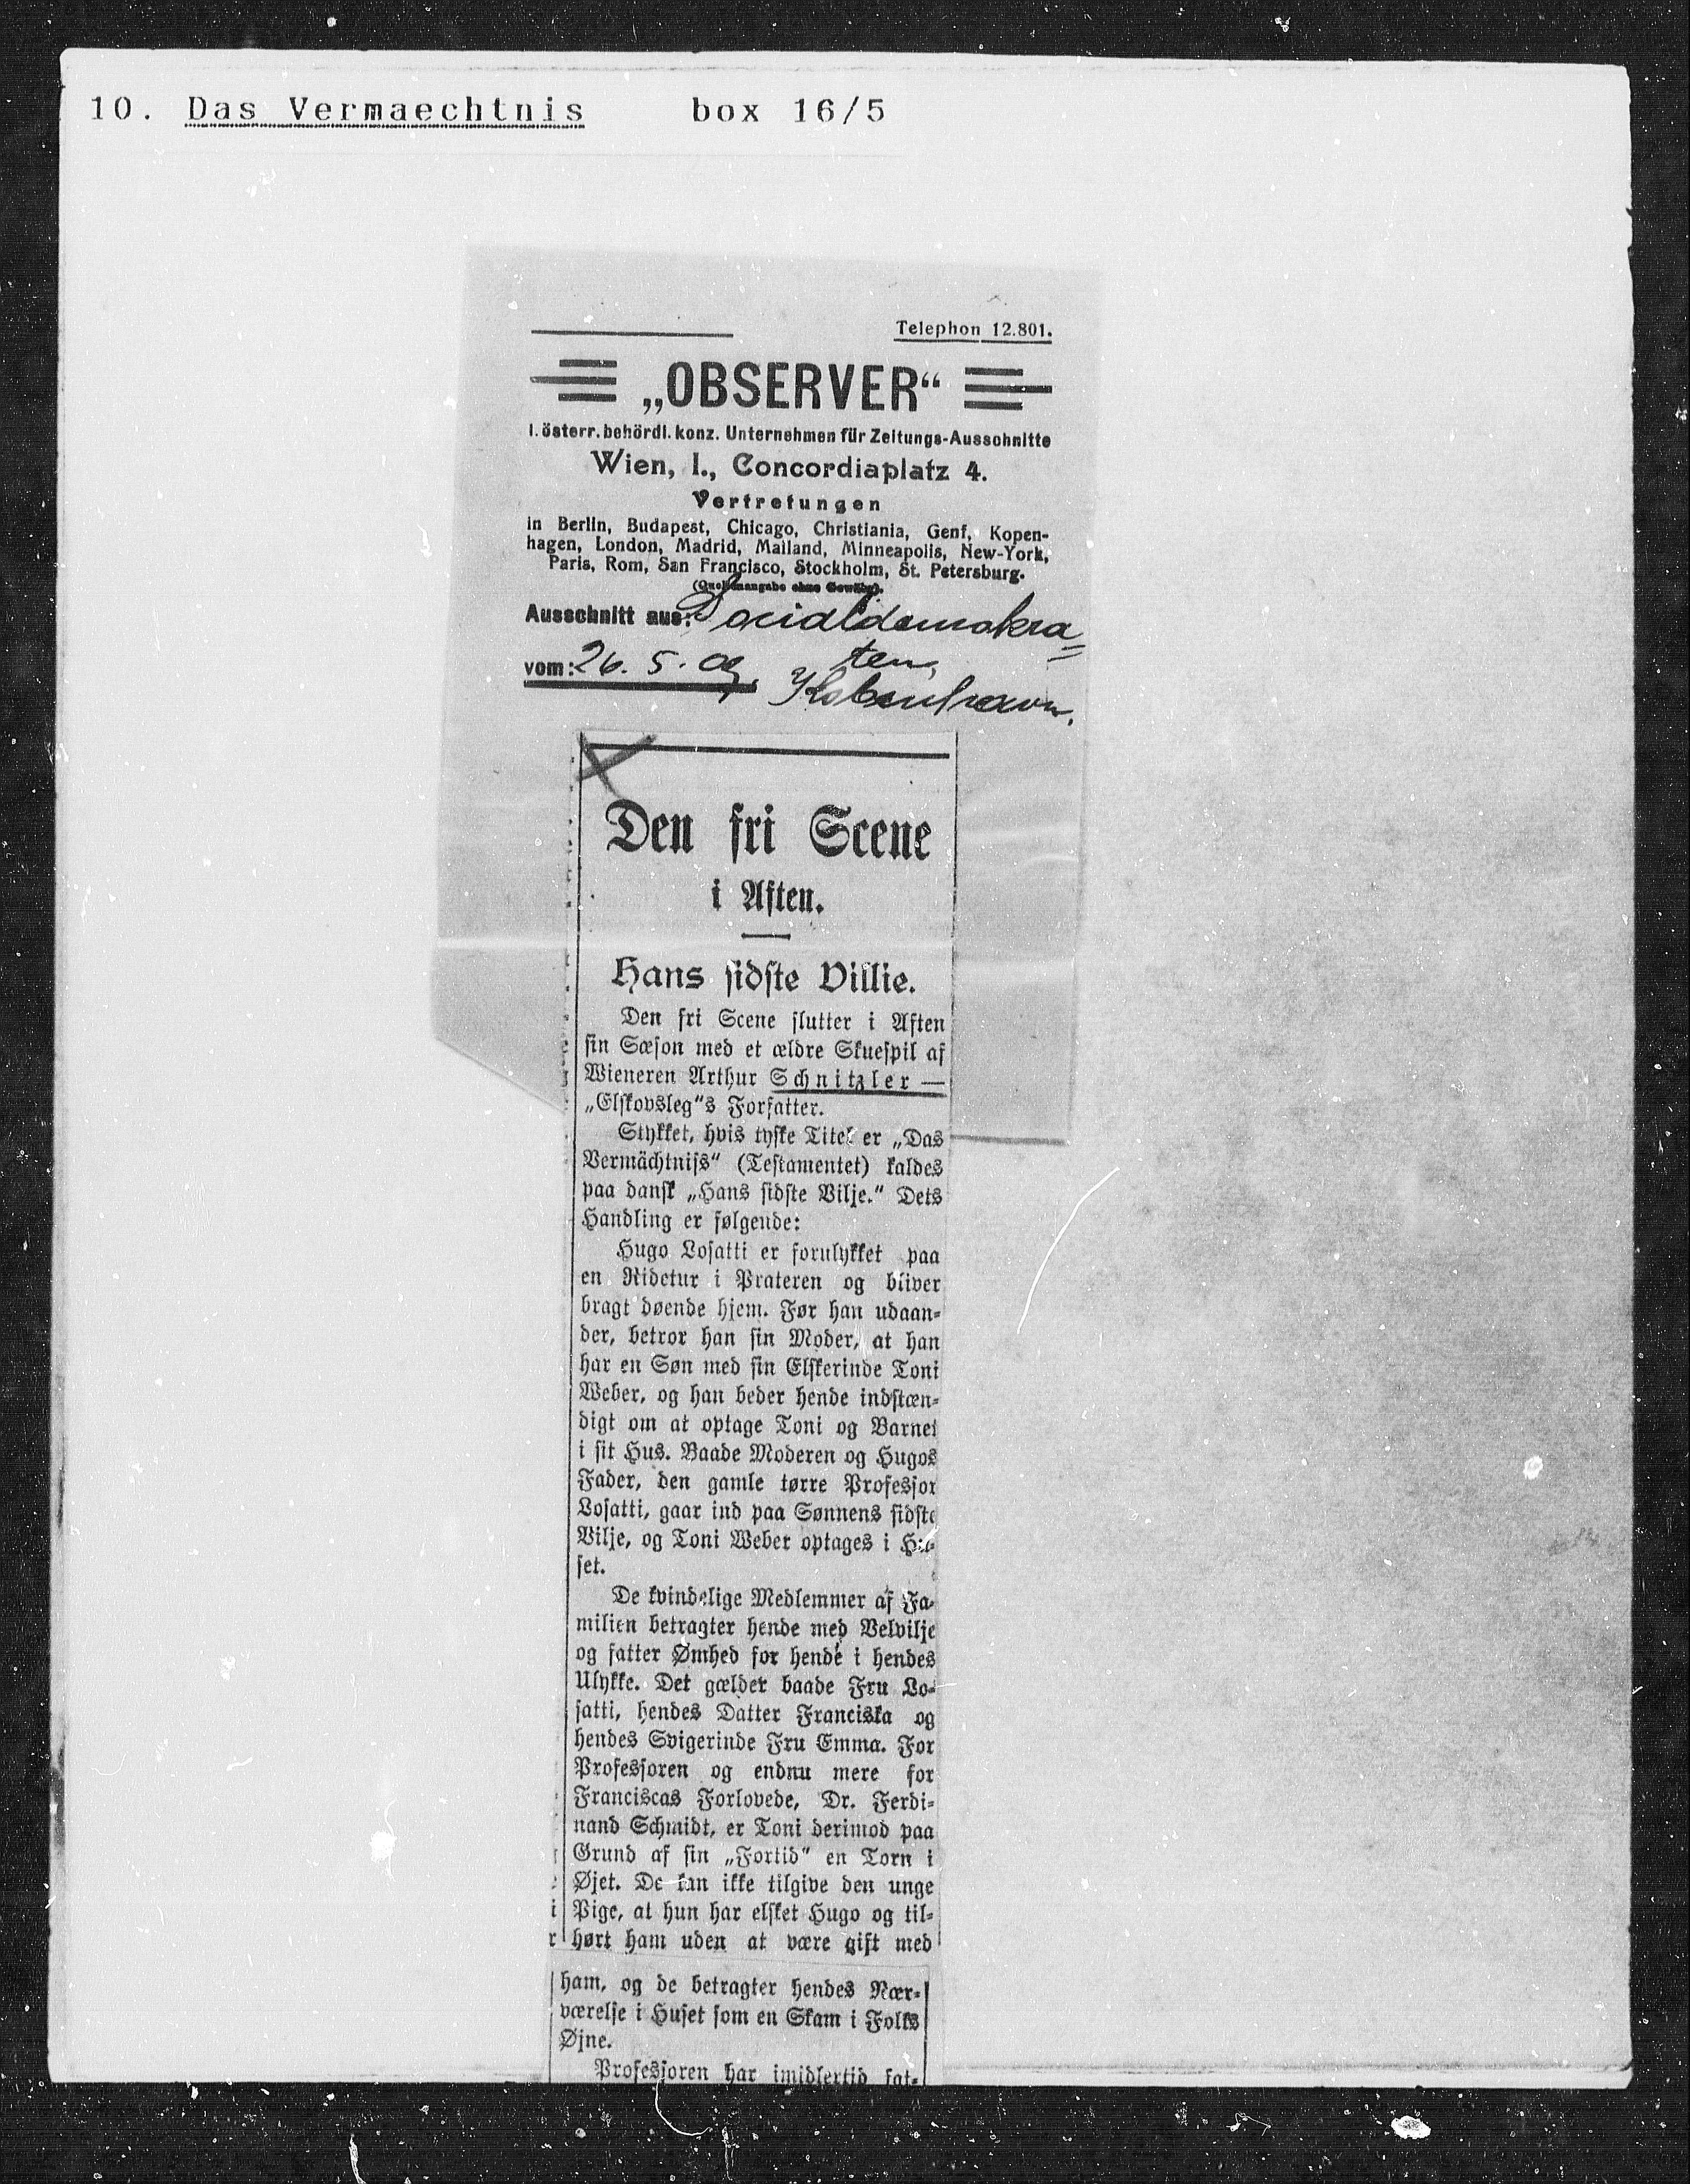 10. Das Vermaechtnis box 16/5
Telephon 12.801.
„OBSERVER“
I. österr. behördl. konz. Unternehmen für Zeitungs-Ausschnitte
Wien, I., Concordiaplatz 4.
Vertretungen
in Berlin, Budapest, Chicago, Christiania, Genf, Kopen-
hagen, London, Madrid, Mailand, Minneapolis, New-York,
Paris, Rom, San Francisco, Stockholm, St. Petersburg.
(Quellenangabe ohne Gewähr).
Ausschnitt aus: Socialdemokra=
ten,
vom: 26. 5. 09. Kobenhavn.
Den fri Scene
i Aften.
Hans sidste Villie.
Den fri Scene slutter i Aften
sin Sæson med et ældre Skuespil af
Wieneren Arthur Schnitzler —
„Elskovsleg“s Forfatter.
Stykket, hvis tyske Titel er „Das
Vermächtniss“ (Testamentet) kaldes
paa dansk „Hans sidste Vilje.“ Dets
Handling er følgende:
Hugo Losatti er forulykket paa
en Ridetur i Prateren og bliver
bragt døende hjem. Før han udaan-
der, betror han sin Moder, at han
har en Søn med sin Elskerinde Toni
Weber, og han beder hende indstæn-
digt om at optage Toni og Barnet
i sit Hus. Baade Moderen og Hugos
Fader, den gamle tørre Professor
Losatti, gaar ind paa Sønnens sidste
Vilje, og Toni Weber optages i Hu-
set.
De kvindelige Medlemmer af Fa-
milien betragter hende med Velvilje
og fatter Ømhed for hende i hendes
Ulykke. Det gælder baade Fru Lo-
satti, hendes Datter Franciska og
hendes Svigerinde Fru Emma. For
Professoren og endnu mere for
Franciscas Forlovede, Dr. Ferdi-
nand Schmidt, er Toni derimod paa
Grund af sin „Fortid“ en Torn i
Øjet. De kan ikke tilgive den unge
Pige, at hun har elsket Hugo og til-
hørt ham uden at være gift med
ham, og de betragter hendes Nær-
værelse i Huset som en Skam i Folks
Øjne.
Professoren har imidlertid fat-